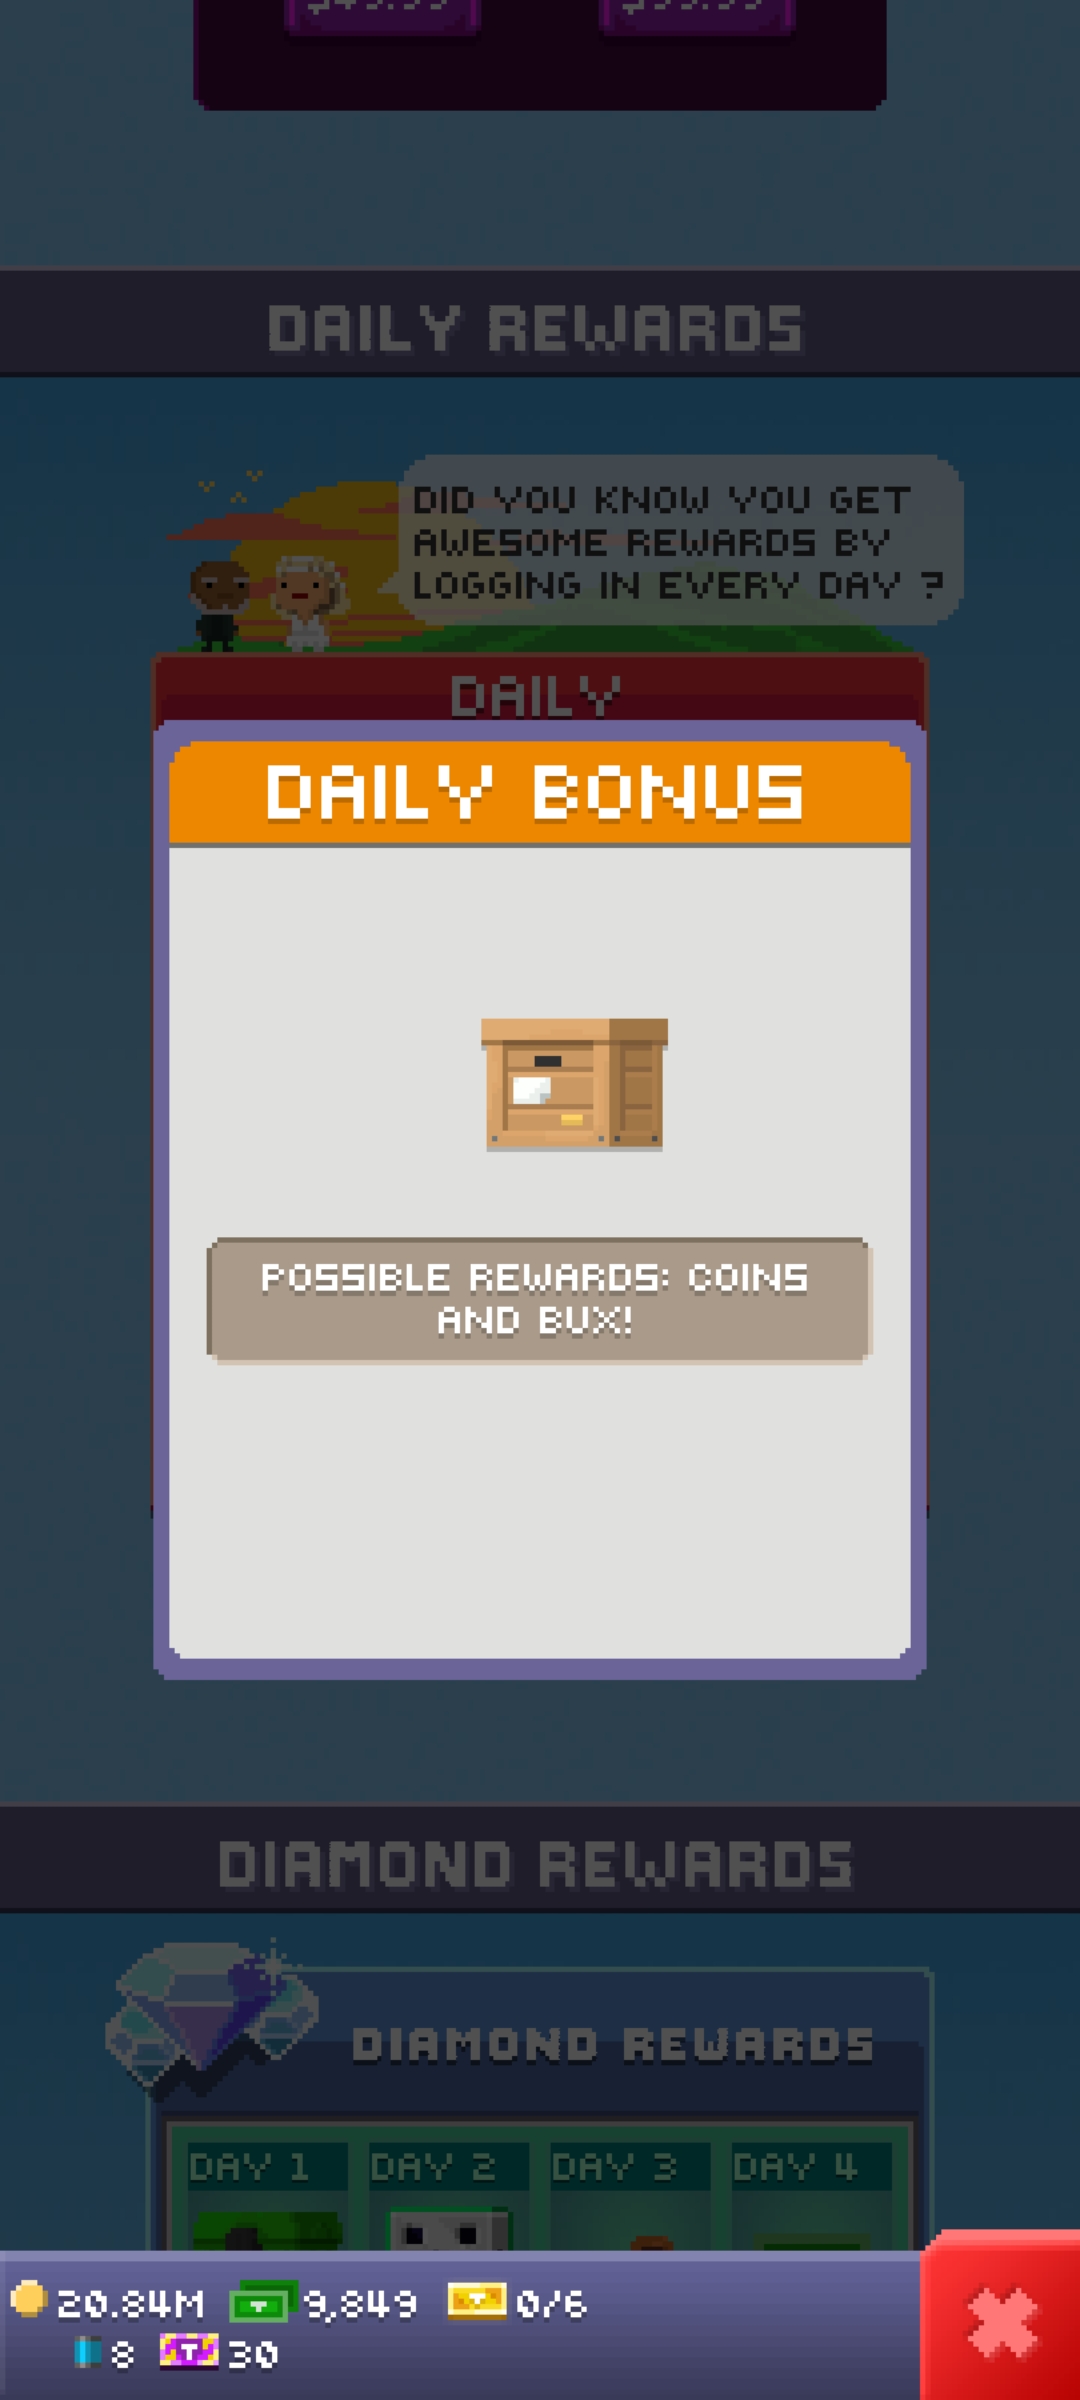 DAILY REWARDS
DID YOU KNOW YOU GET
AWESOME REWARDS BY
LOGGING IN EVERY DAY ?
DAILY
DAILY BONUS
POSSIBLE REWARDS: COINS
AND BUX!
DIAMOND REWARDS
DIAMOND REWARDS
DAY 1 DAY 2 DAY 3 DAY 4
20.84M 9,849 0/6
8 30